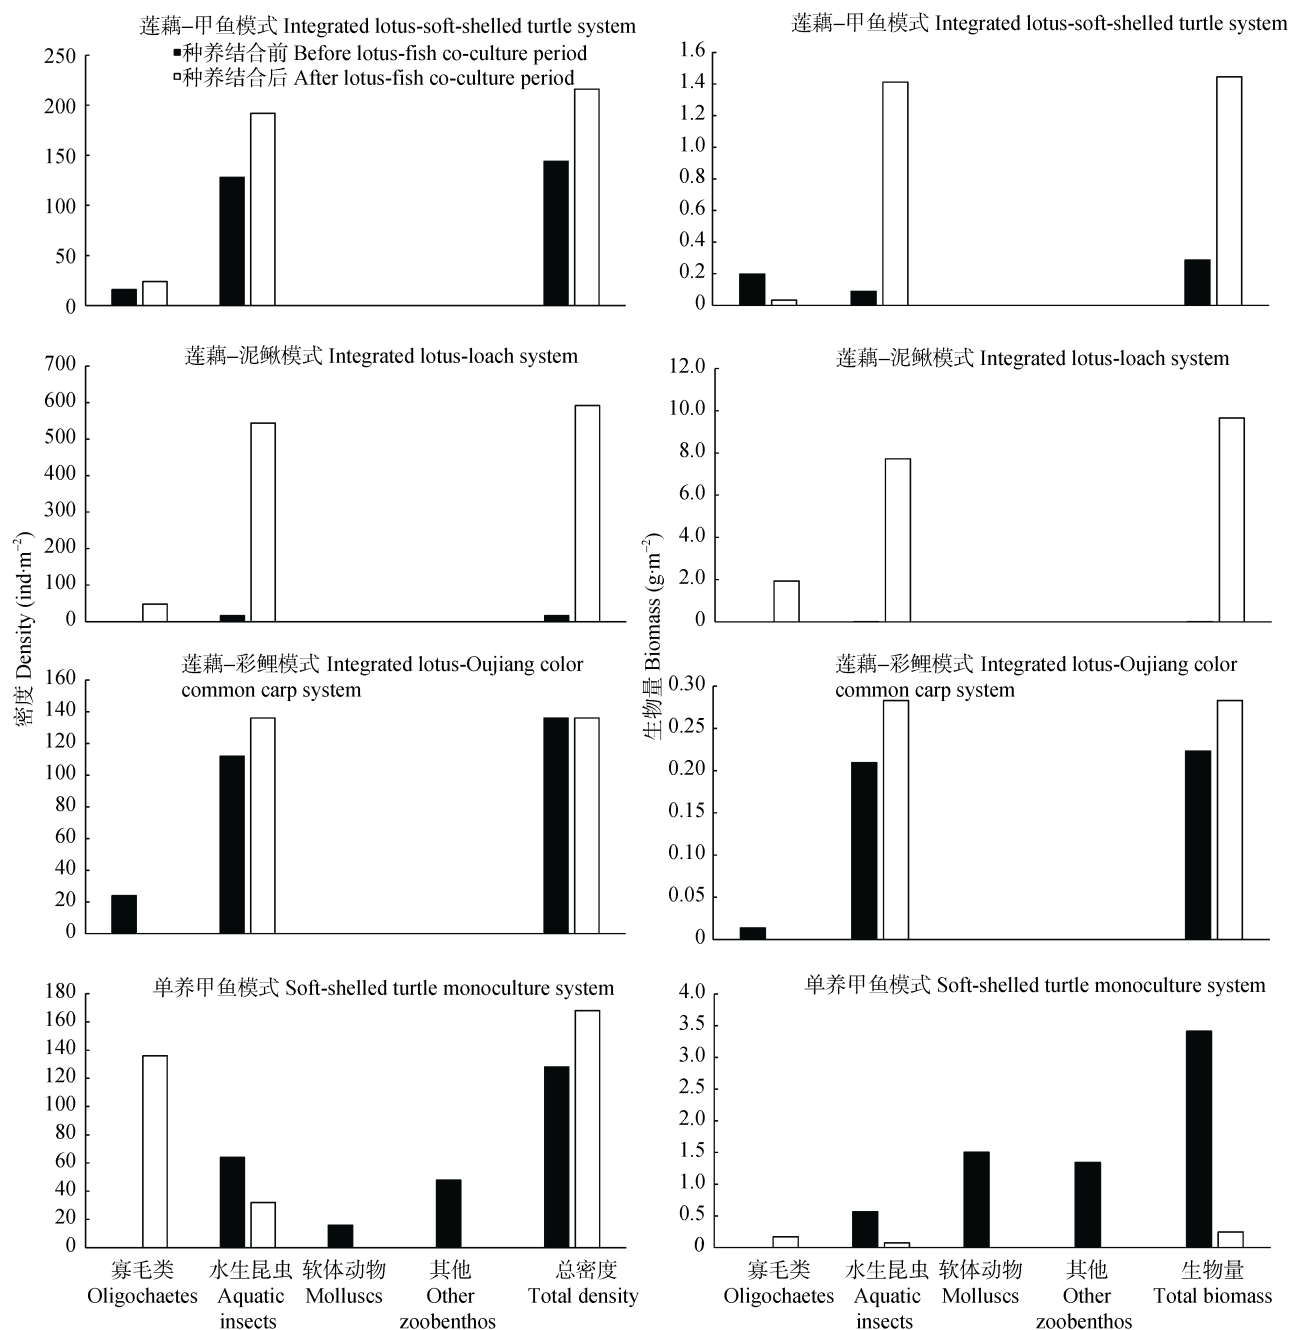 莲藕–甲鱼模式 Integrated lotus-soft-shelled turtle system
■种养结合前 Before lotus-fish co-culture period
□种养结合后 After lotus-fish co-culture period
250
200
150
100
50
0
莲藕–甲鱼模式 Integrated lotus-soft-shelled turtle system
1.6
1.4
1.2
1.0
0.8
0.6
0.4
0.2
0
莲藕–泥鳅模式 Integrated lotus-loach system
700
600
500
400
300
200
100
0
莲藕–泥鳅模式 Integrated lotus-loach system
12.0
10.0
8.0
6.0
4.0
2.0
0
密度 Density (ind·m⁻²)
生物量 Biomass (g·m⁻²)
莲藕–彩鲤模式 Integrated lotus-Oujiang color
common carp system
160
140
120
100
80
60
40
20
0
莲藕–彩鲤模式 Integrated lotus-Oujiang color
common carp system
0.30
0.25
0.20
0.15
0.10
0.05
0
单养甲鱼模式 Soft-shelled turtle monoculture system
180
160
140
120
100
80
60
40
20
0
单养甲鱼模式 Soft-shelled turtle monoculture system
4.0
3.5
3.0
2.5
2.0
1.5
1.0
0.5
0
寡毛类
Oligochaetes
水生昆虫
Aquatic
insects
软体动物
Molluscs
其他
Other
zoobenthos
总密度
Total density
寡毛类
Oligochaetes
水生昆虫
Aquatic
insects
软体动物
Molluscs
其他
Other
zoobenthos
生物量
Total biomass